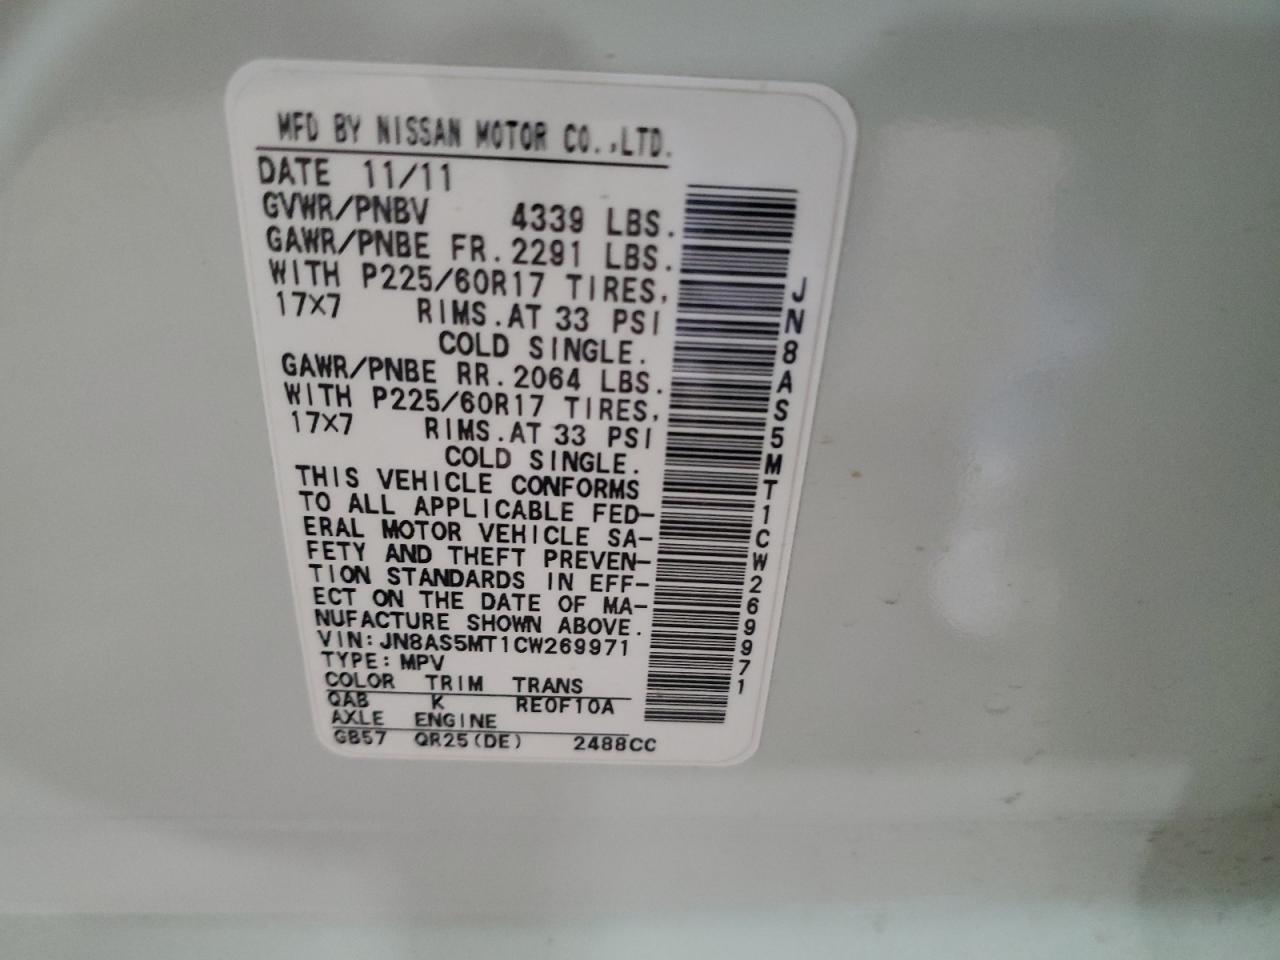 MFD BY NISSAN MOTOR CO.,LTD.
DATE 11/11
GVWR/PNBV 4339 LBS.
GAWR/PNBE FR. 2291 LBS.
WITH P225/60R17 TIRES,
17X7 RIMS. AT 33 PSI
COLD SINGLE.
GAWR/PNBE RR. 2064 LBS.
WITH P225/60R17 TIRES,
17X7 RIMS. AT 33 PSI
COLD SINGLE.
THIS VEHICLE CONFORMS
TO ALL APPLICABLE FED-
ERAL MOTOR VEHICLE SA-
FETY AND THEFT PREVEN-
TION STANDARDS IN EFF-
ECT ON THE DATE OF MA-
NUFACTURE SHOWN ABOVE.
VIN: JN8AS5MT1CW269971
TYPE: MPV
COLOR TRIM TRANS
QAB K RE0F10A
AXLE ENGINE
GB57 QR25(DE) 2488CC
JN8AS5MT1CW269971